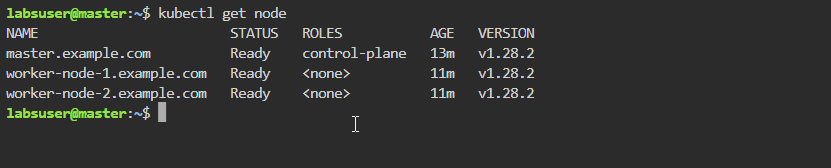 labsuser@master:~$ kubectl get node
NAME STATUS ROLES AGE VERSION
master.example.com Ready control-plane 13m v1.28.2
worker-node-1.example.com Ready <none> 11m v1.28.2
worker-node-2.example.com Ready <none> 11m v1.28.2
labsuser@master:~$